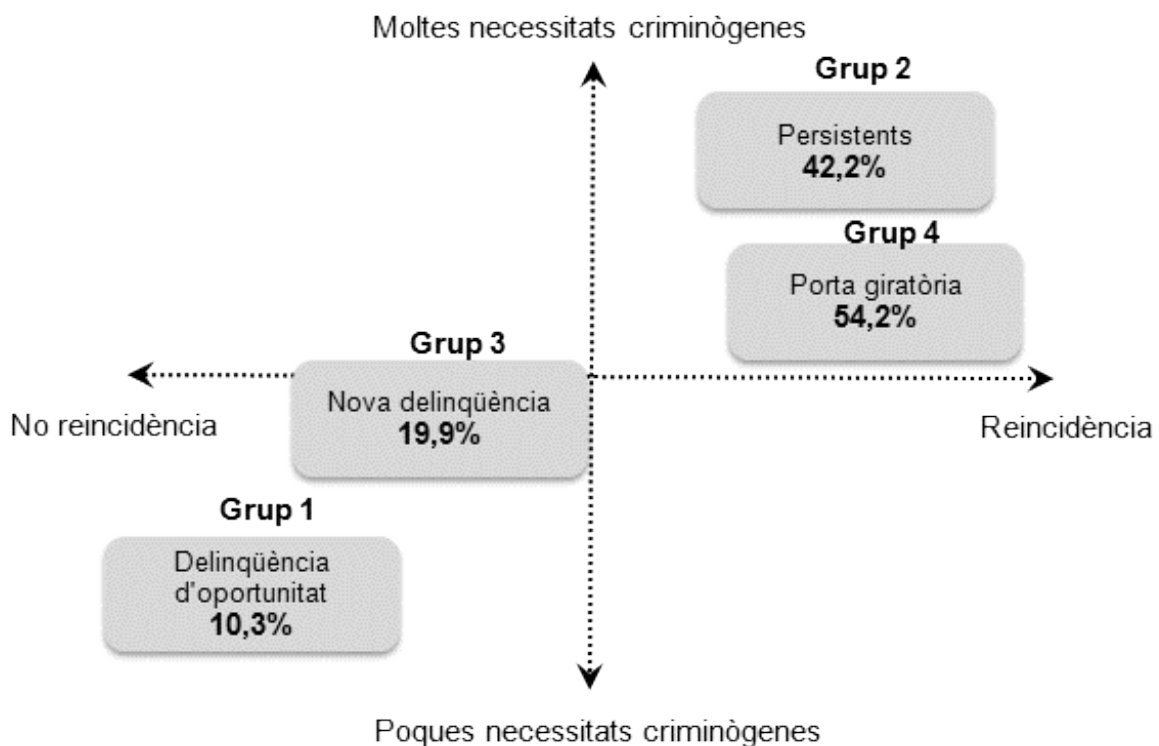 Moltes necessitats criminògenes
Grup 2
Persistents
42,2%
Grup 4
Porta giratòria
54,2%
Grup 3
Nova delinqüència
19,9%
No reincidència
Reincidència
Grup 1
Delinqüència
d'oportunitat
10,3%
Poques necessitats criminògenes